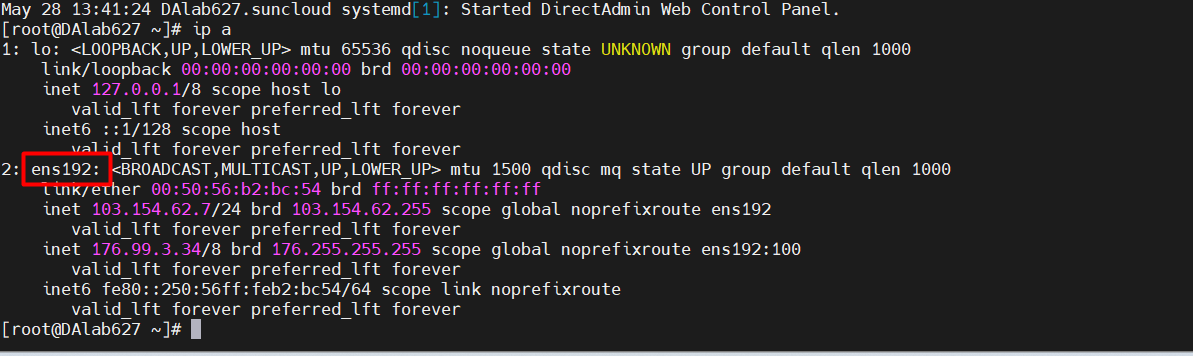 May 28 13:41:24 DAlab627.suncloud systemd[1]: Started DirectAdmin Web Control Panel.
[root@DAlab627 ~]# ip a
1: lo: <LOOPBACK,UP,LOWER_UP> mtu 65536 qdisc noqueue state UNKNOWN group default qlen 1000
    link/loopback 00:00:00:00:00:00 brd 00:00:00:00:00:00
    inet 127.0.0.1/8 scope host lo
       valid_lft forever preferred_lft forever
    inet6 ::1/128 scope host
       valid_lft forever preferred_lft forever
2: ens192: <BROADCAST,MULTICAST,UP,LOWER_UP> mtu 1500 qdisc mq state UP group default qlen 1000
    link/ether 00:50:56:b2:bc:54 brd ff:ff:ff:ff:ff:ff
    inet 103.154.62.7/24 brd 103.154.62.255 scope global noprefixroute ens192
       valid_lft forever preferred_lft forever
    inet 176.99.3.34/8 brd 176.255.255.255 scope global noprefixroute ens192:100
       valid_lft forever preferred_lft forever
    inet6 fe80::250:56ff:feb2:bc54/64 scope link noprefixroute
       valid_lft forever preferred_lft forever
[root@DAlab627 ~]#